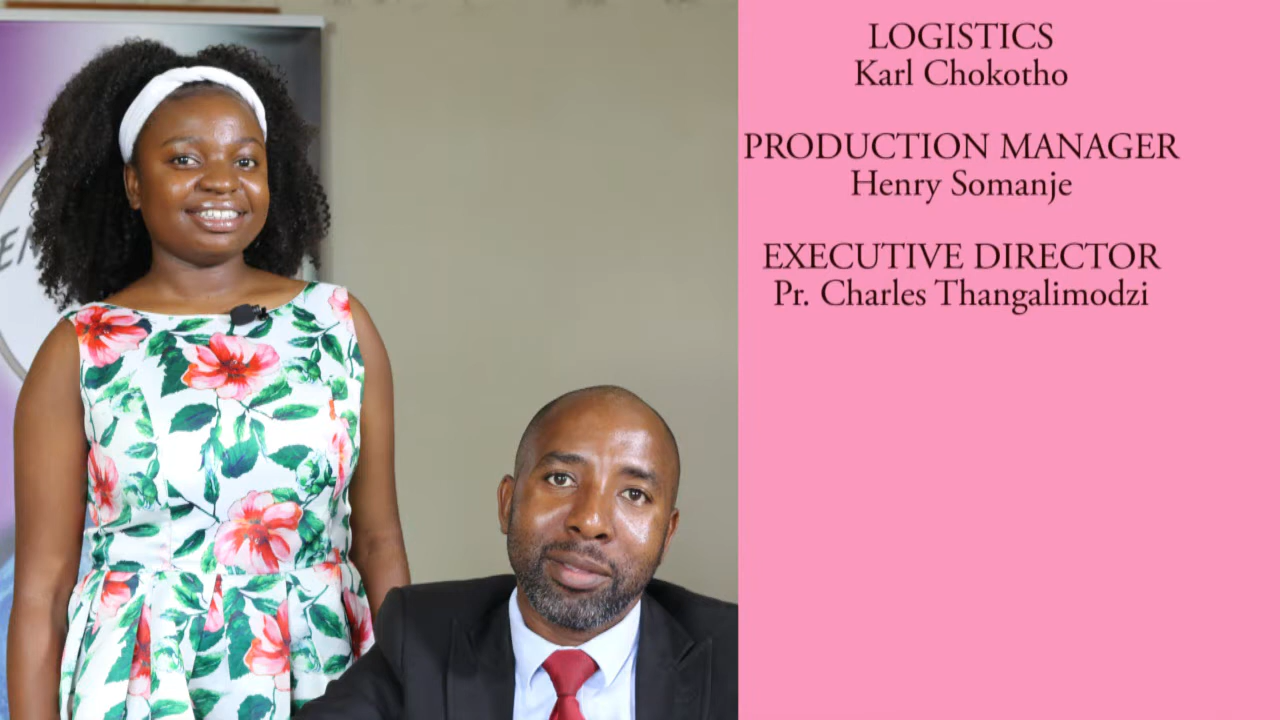 LOGISTICS
Karl Chokotho
PRODUCTION MANAGER
Henry Somanje
EXECUTIVE DIRECTOR
Pr. Charles Thangalimodzi